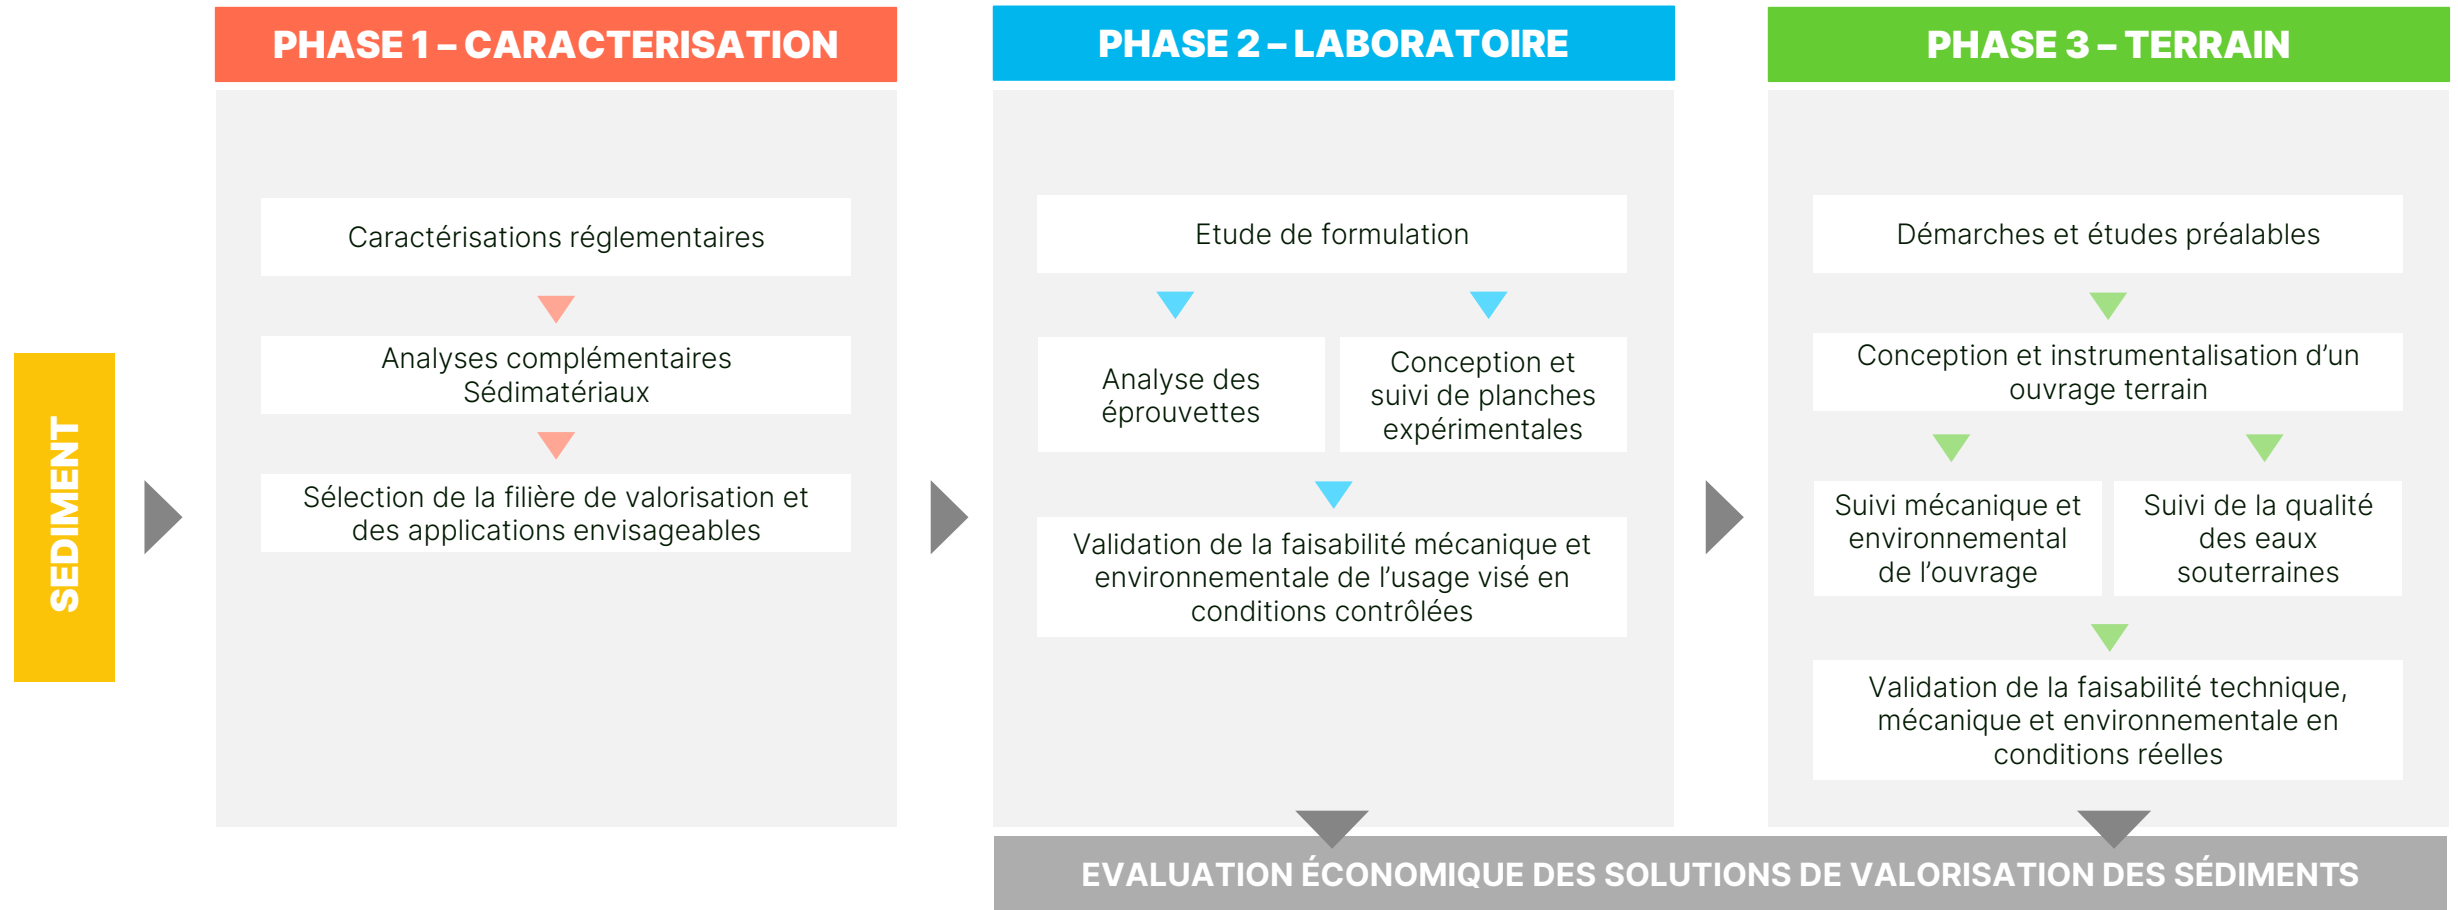 SEDIMENT
PHASE 1 – CARACTERISATION
Caractérisations réglementaires
Analyses complémentaires
Sédimatériaux
Sélection de la filière de valorisation et
des applications envisageables
PHASE 2 – LABORATOIRE
Etude de formulation
Analyse des
éprouvettes
Conception et
suivi de planches
expérimentales
Validation de la faisabilité mécanique et
environnementale de l’usage visé en
conditions contrôlées
PHASE 3 – TERRAIN
Démarches et études préalables
Conception et instrumentalisation d’un
ouvrage terrain
Suivi mécanique et
environnemental
de l’ouvrage
Suivi de la qualité
des eaux
souterraines
Validation de la faisabilité technique,
mécanique et environnementale en
conditions réelles
EVALUATION ÉCONOMIQUE DES SOLUTIONS DE VALORISATION DES SÉDIMENTS